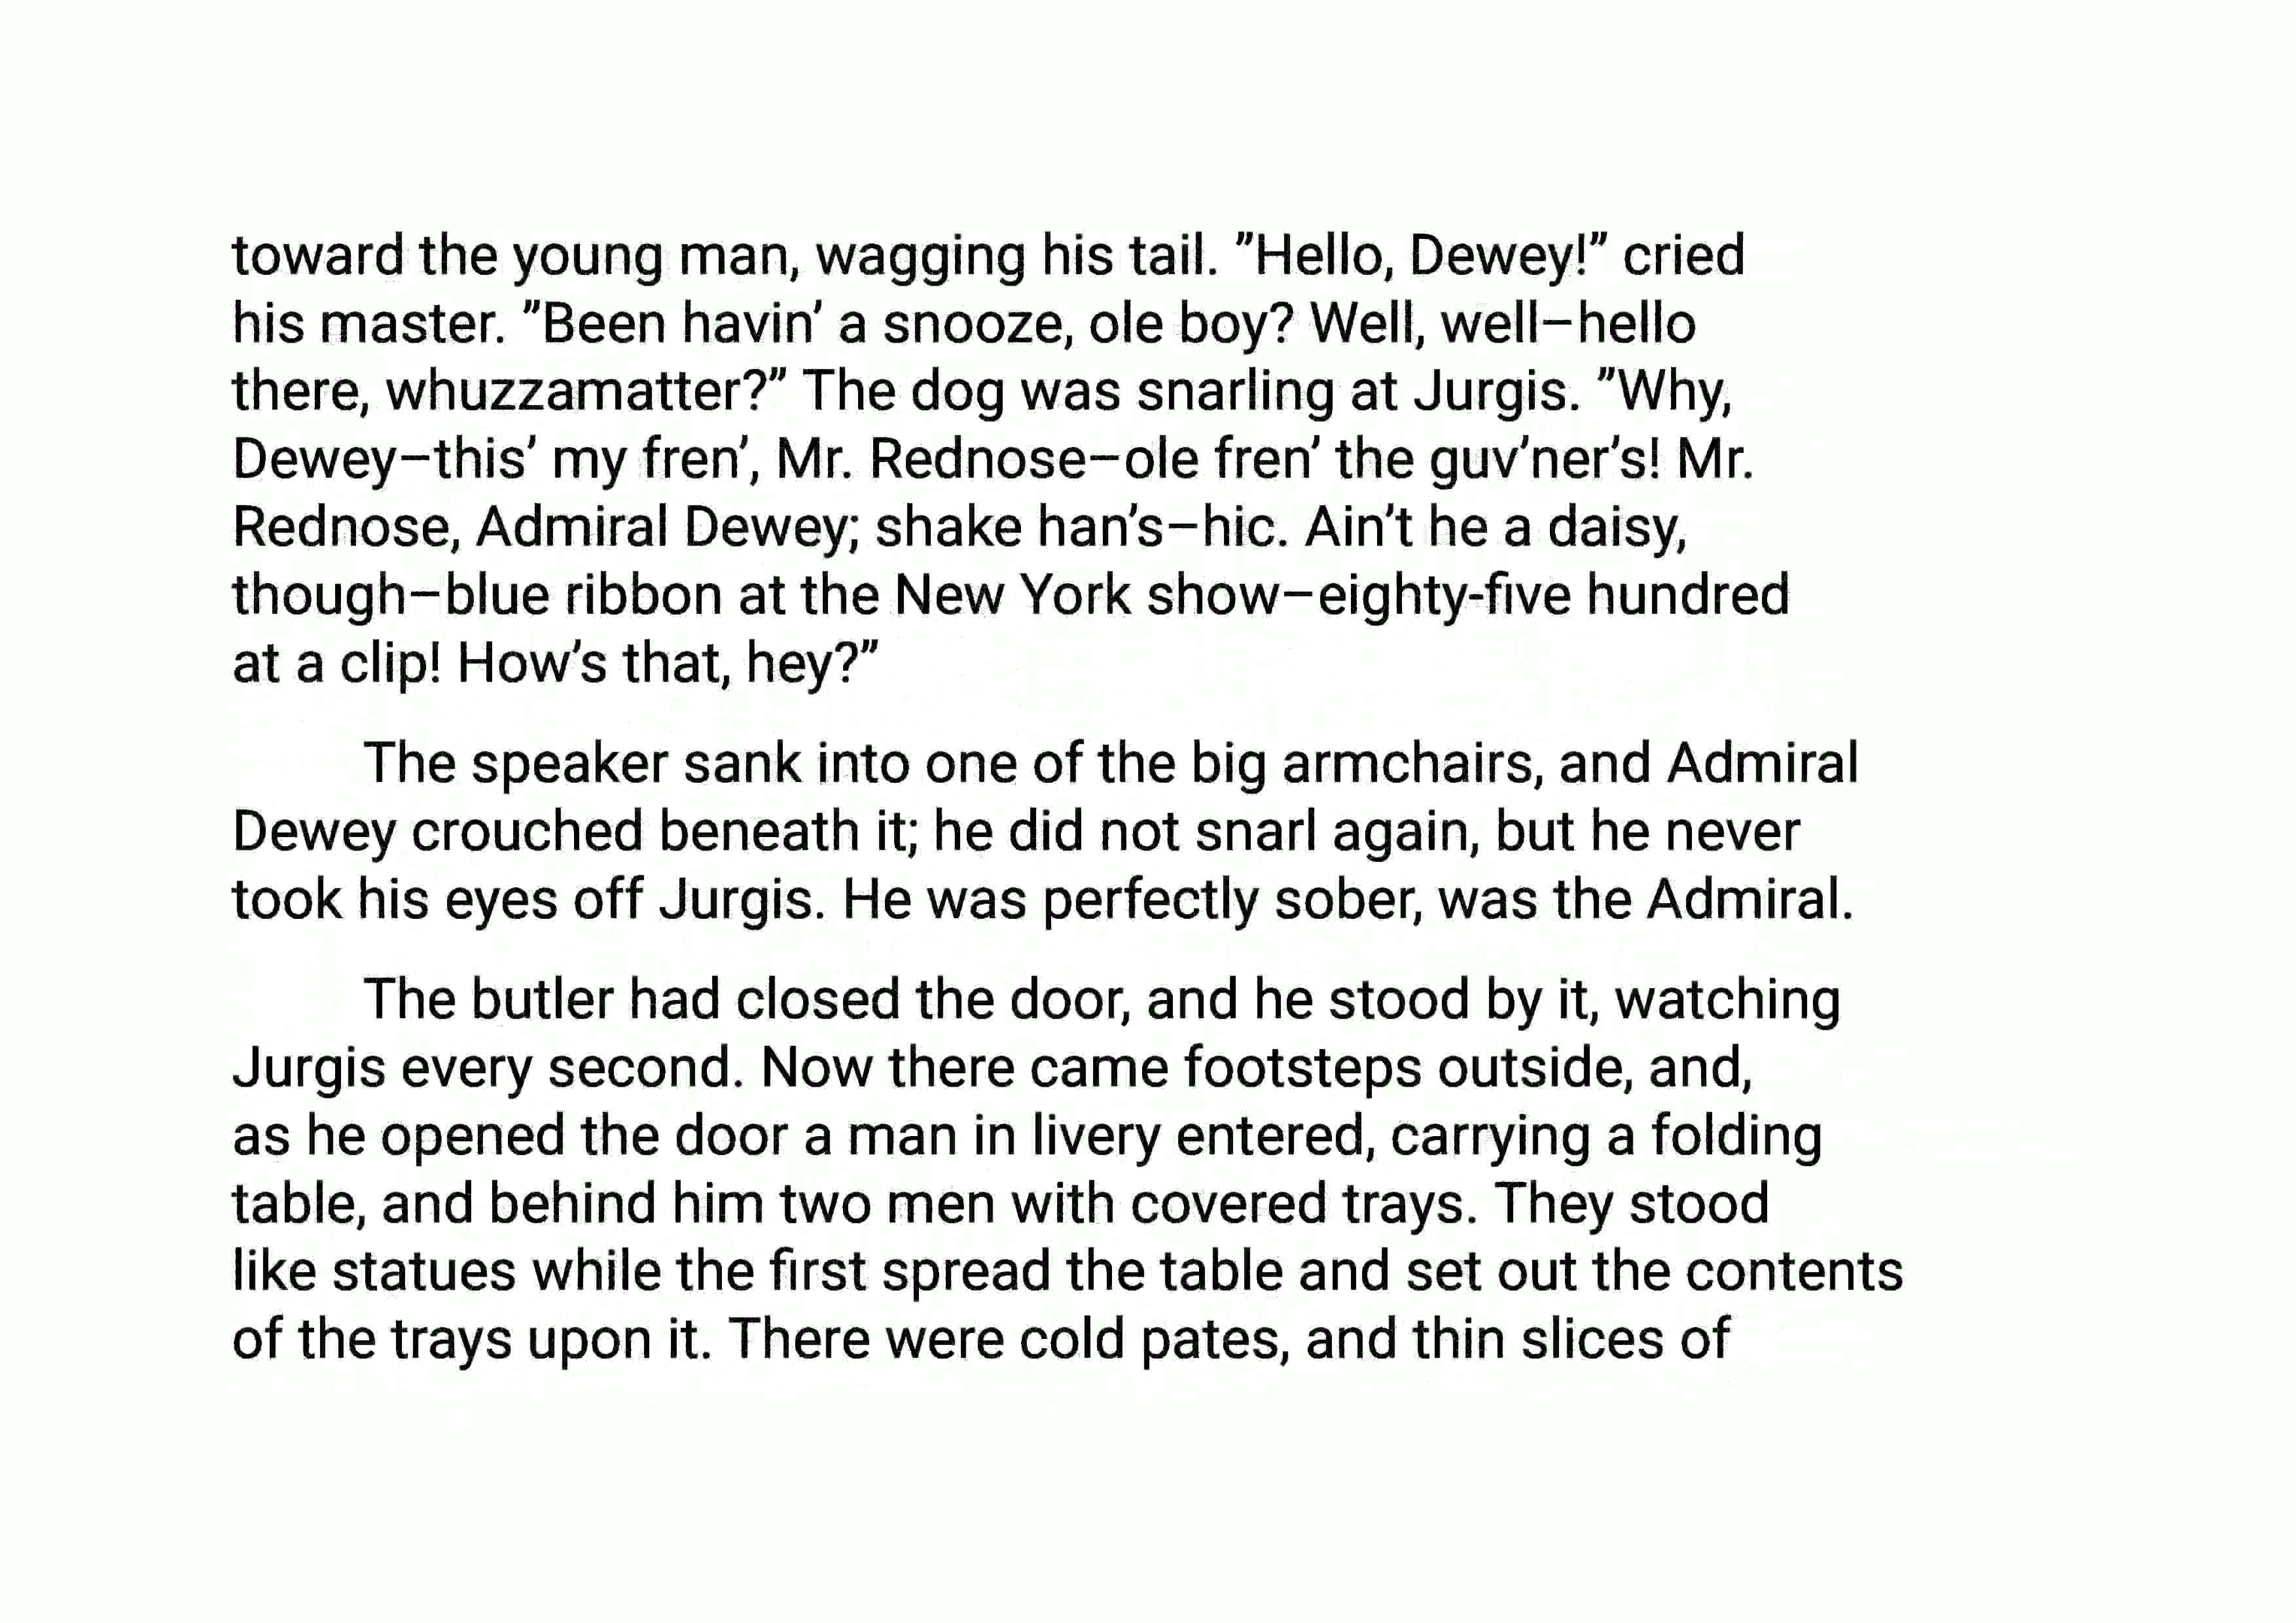 toward the young man, wagging his tail. ”Hello, Dewey!” cried
his master. ”Been havin’ a snooze, ole boy? Well, well–hello
there, whuzzamatter?” The dog was snarling at Jurgis. ”Why,
Dewey–this’ my fren’, Mr. Rednose–ole fren’ the guv’ner’s! Mr.
Rednose, Admiral Dewey; shake han’s–hic. Ain’t he a daisy,
though–blue ribbon at the New York show–eighty-five hundred
at a clip! How’s that, hey?”
The speaker sank into one of the big armchairs, and Admiral
Dewey crouched beneath it; he did not snarl again, but he never
took his eyes off Jurgis. He was perfectly sober, was the Admiral.
The butler had closed the door, and he stood by it, watching
Jurgis every second. Now there came footsteps outside, and,
as he opened the door a man in livery entered, carrying a folding
table, and behind him two men with covered trays. They stood
like statues while the first spread the table and set out the contents
of the trays upon it. There were cold pates, and thin slices of